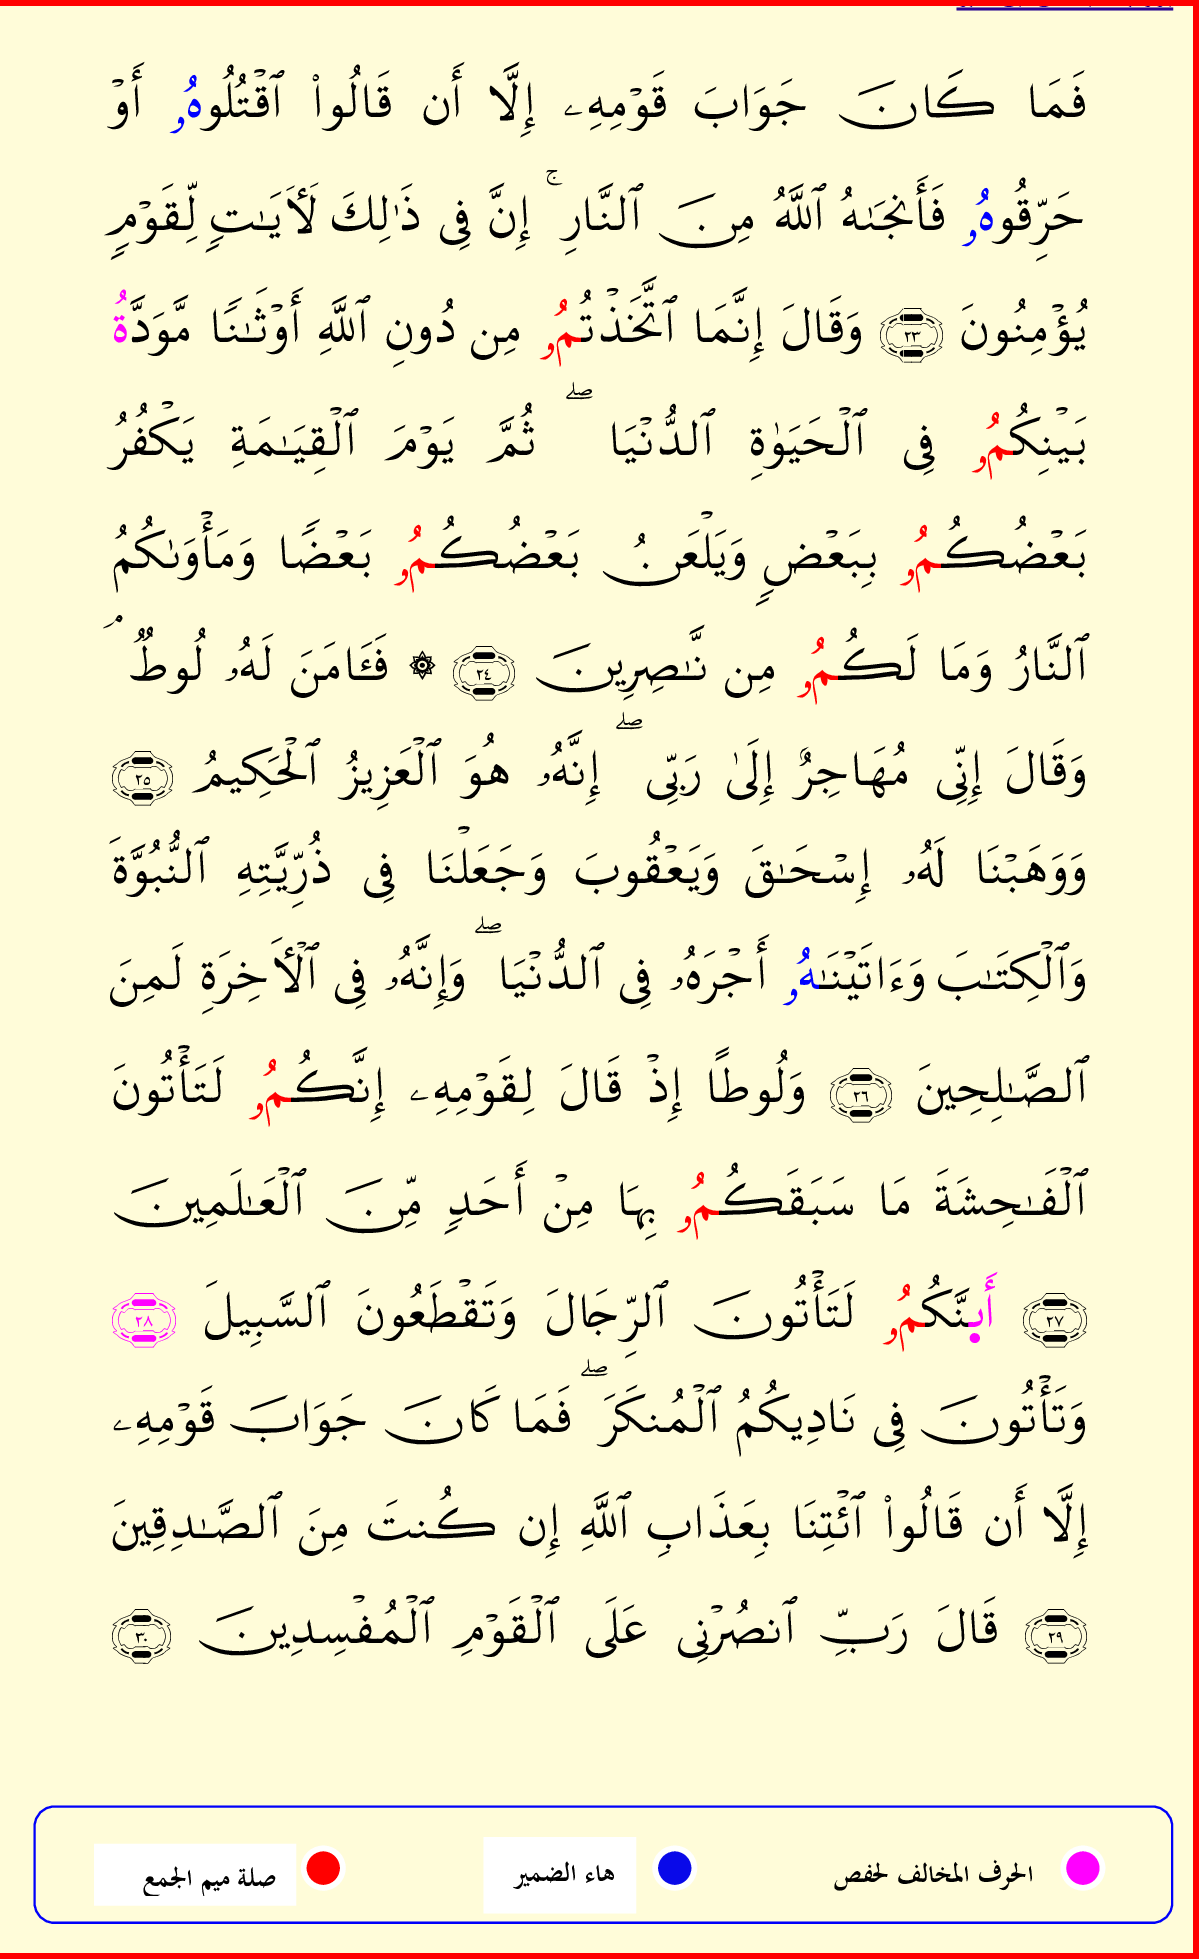 فَمَا كَانَ جَوَابَ قَوْمِهِۦ إِلَّا أَن قَالُوا۟ ٱقْتُلُوهُۥ أَوْ
حَرِّقُوهُۥ فَأَنجَىٰهُ ٱللَّهُ مِنَ ٱلنَّارِ ۚ إِنَّ فِى ذَٰلِكَ لَأَيَـٰتٍ لِّقَوْمٍ
يُؤْمِنُونَ ٢٣ وَقَالَ إِنَّمَا ٱتَّخَذْتُمُۥ مِن دُونِ ٱللَّهِ أَوْثَـٰنًا مَّوَدَّةُ
بَيْنِكُمُۥ فِى ٱلْحَيَوٰةِ ٱلدُّنْيَا ۖ ثُمَّ يَوْمَ ٱلْقِيَـٰمَةِ يَكْفُرُ
بَعْضُكُمُۥ بِبَعْضٍ وَيَلْعَنُ بَعْضُكُمُۥ بَعْضًا وَمَأْوَىٰكُمُ
ٱلنَّارُ وَمَا لَكُمُۥ مِن نَّـٰصِرِينَ ٢٤ ۞ فَـَٔامَنَ لَهُۥ لُوطٌ ۘ
وَقَالَ إِنِّى مُهَاجِرٌ إِلَىٰ رَبِّى ۖ إِنَّهُۥ هُوَ ٱلْعَزِيزُ ٱلْحَكِيمُ ٢٥
وَوَهَبْنَا لَهُۥ إِسْحَـٰقَ وَيَعْقُوبَ وَجَعَلْنَا فِى ذُرِّيَّتِهِ ٱلنُّبُوَّةَ
وَٱلْكِتَـٰبَ وَءَاتَيْنَـٰهُۥ أَجْرَهُۥ فِى ٱلدُّنْيَا ۖ وَإِنَّهُۥ فِى ٱلْأَخِرَةِ لَمِنَ
ٱلصَّـٰلِحِينَ ٢٦ وَلُوطًا إِذْ قَالَ لِقَوْمِهِۦ إِنَّكُمُۥ لَتَأْتُونَ
ٱلْفَـٰحِشَةَ مَا سَبَقَكُمُۥ بِهَا مِنْ أَحَدٍ مِّنَ ٱلْعَـٰلَمِينَ
٢٧ أَىِٕنَّكُمُۥ لَتَأْتُونَ ٱلرِّجَالَ وَتَقْطَعُونَ ٱلسَّبِيلَ ٢٨
وَتَأْتُونَ فِى نَادِيكُمُ ٱلْمُنكَرَ ۖ فَمَا كَانَ جَوَابَ قَوْمِهِۦ
إِلَّا أَن قَالُوا۟ ٱئْتِنَا بِعَذَابِ ٱللَّهِ إِن كُنتَ مِنَ ٱلصَّـٰدِقِينَ
٢٩ قَالَ رَبِّ ٱنصُرْنِى عَلَى ٱلْقَوْمِ ٱلْمُفْسِدِينَ ٣٠
الحرف المخالف لحفص هاء الضمير صلة ميم الجمع